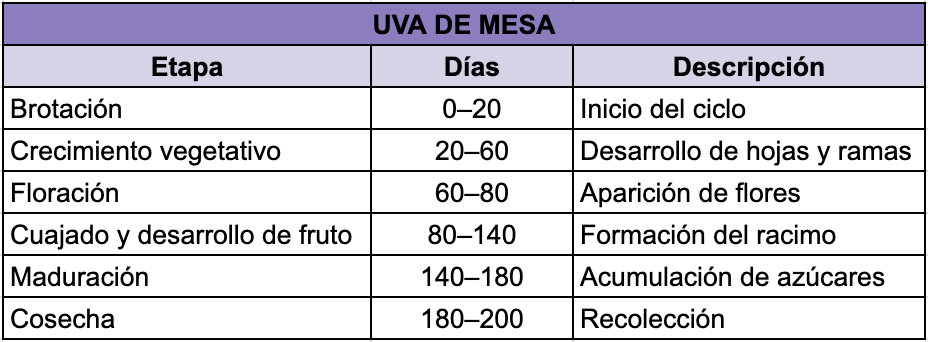 UVA DE MESA
Etapa Días Descripción
Brotación 0–20 Inicio del ciclo
Crecimiento vegetativo 20–60 Desarrollo de hojas y ramas
Floración 60–80 Aparición de flores
Cuajado y desarrollo de fruto 80–140 Formación del racimo
Maduración 140–180 Acumulación de azúcares
Cosecha 180–200 Recolección